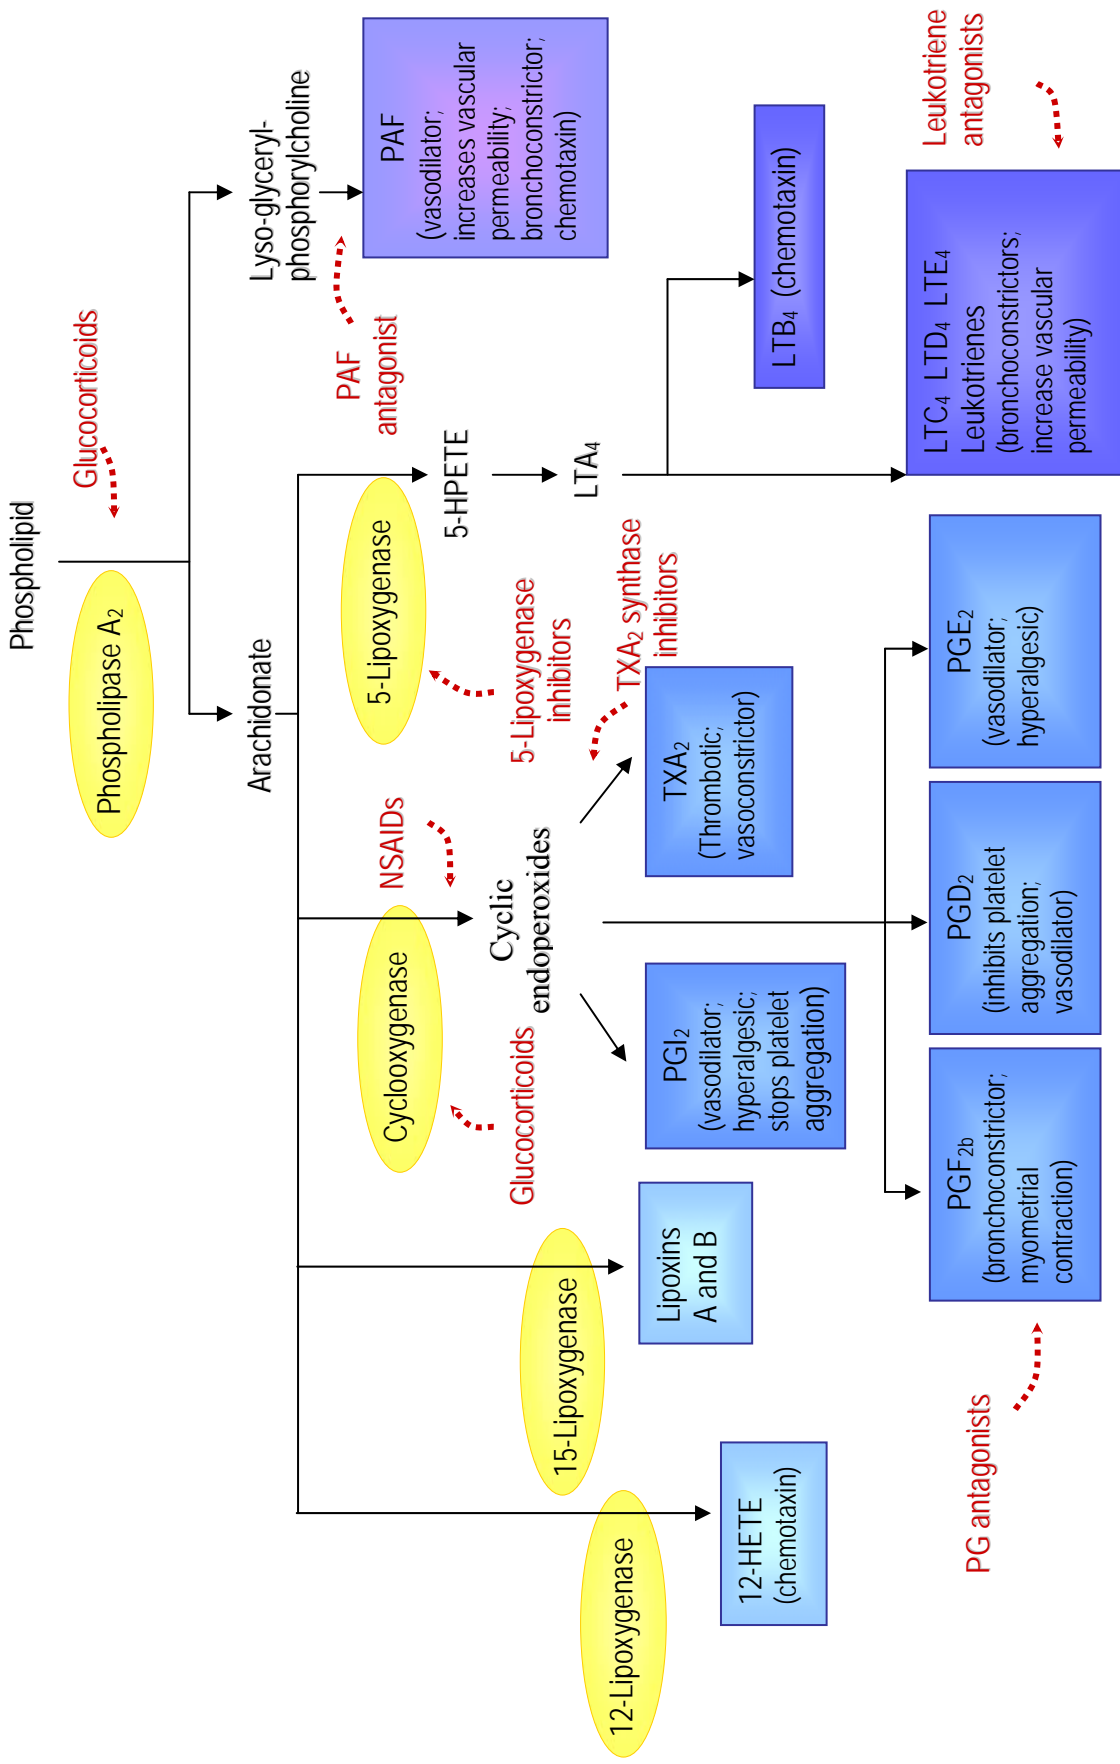 Phospholipid
Glucocorticoids
Phospholipase A₂
Arachidonate
Lyso-glyceryl-
phosphorylcholine
NSAIDs
Cyclooxygenase
5-Lipoxygenase
PAF
antagonist
PAF
(vasodilator;
increases vascular
permeability;
bronchoconstrictor;
chemotaxin)
5-HPETE
Glucocorticoids
Cyclic
endoperoxides
5-Lipoxygenase
inhibitors
15-Lipoxygenase
12-Lipoxygenase
LTA₄
TXA₂ synthase
inhibitors
Lipoxins
A and B
PGI₂
(vasodilator;
hyperalgesic;
stops platelet
aggregation)
TXA₂
(Thrombotic;
vasoconstrictor)
12-HETE
(chemotaxin)
LTB₄ (chemotaxin)
Leukotriene
antagonists
PG antagonists
PGF₂b
(bronchoconstrictor;
myometrial
contraction)
PGD₂
(inhibits platelet
aggregation;
vasodilator)
PGE₂
(vasodilator;
hyperalgesic)
LTC₄ LTD₄ LTE₄
Leukotrienes
(bronchoconstrictors;
increase vascular
permeability)